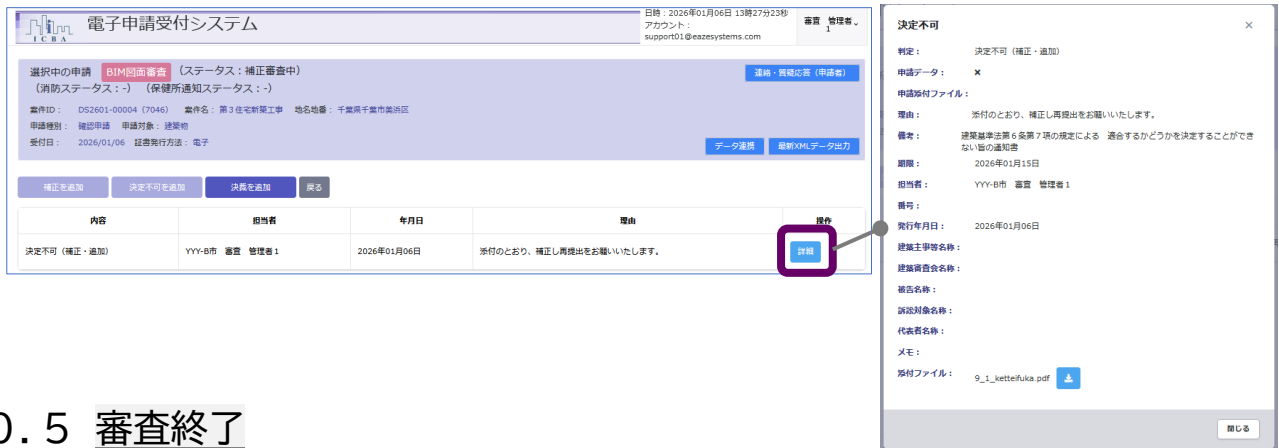 ICBA
電子申請受付システム
日時：2026年01月06日 13時27分23秒
アカウント：
support01@eazesystems.com
審査 管理者
1
選択中の申請 BIM図面審査 （ステータス：補正審査中）
（消防ステータス：-） （保健所通知ステータス：-）
連絡・質疑応答（申請者）
案件ID： DS2601-00004（7046） 案件名：第３住宅新築工事 地名地番：千葉県千葉市美浜区
申請種別： 確認申請 申請対象：建築物
受付日： 2026/01/06 証書発行方法：電子
データ連携
最新XMLデータ出力
補正を追加
決定不可を追加
決裁を追加
戻る
内容 担当者 年月日 理由 操作
決定不可（補正・追加） YYY-B市 審査 管理者１ 2026年01月06日 添付のとおり、補正し再提出をお願いいたします。 詳細
決定不可 ×
判定： 決定不可（補正・追加）
申請データ： ×
申請添付ファイル：
理由： 添付のとおり、補正し再提出をお願いいたします。
備考： 建築基準法第６条第７項の規定による 適合するかどうかを決定することができ
ない旨の通知書
期限： 2026年01月15日
担当者： YYY-B市 審査 管理者１
番号：
発行年月日： 2026年01月06日
建築主事等名称：
建築審査会名称：
被告名称：
訴訟対象名称：
代表者名称：
メモ：
添付ファイル： 9_1_ketteifuka.pdf
閉じる
０．５ 審査終了